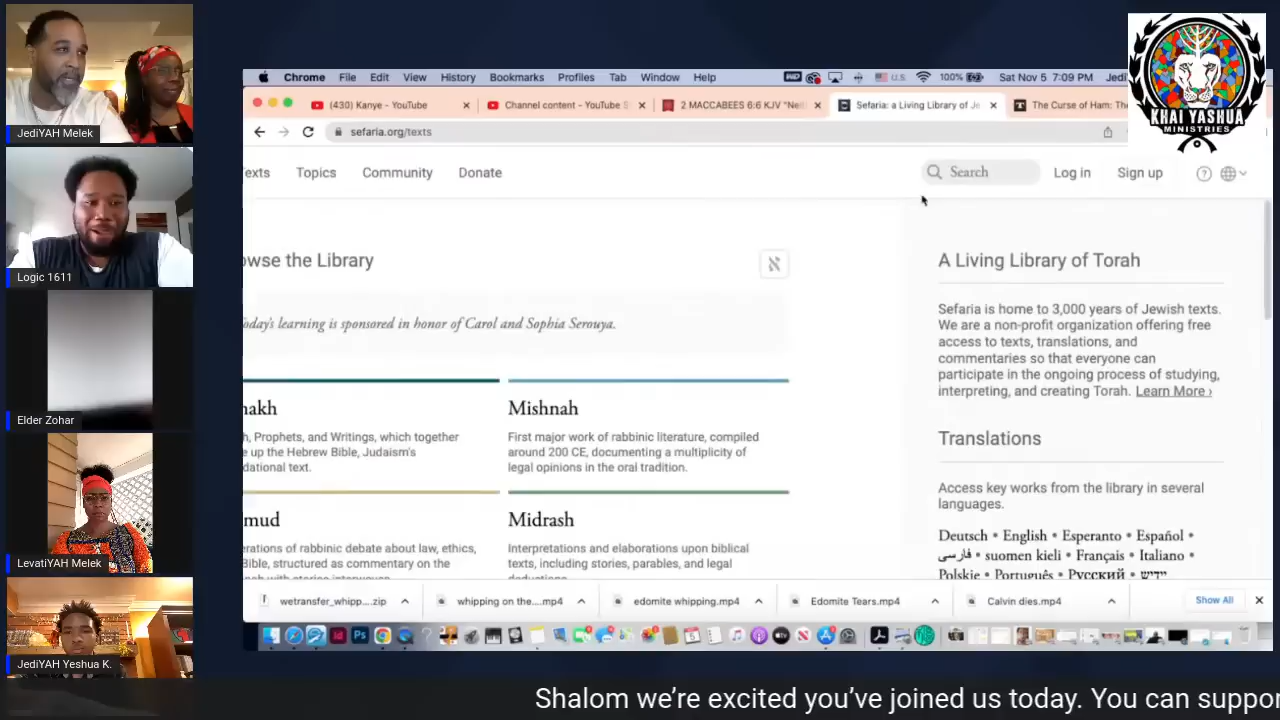 JediYAH Melek
Logic 1611
Elder Zohar
LevatiYAH Melek
JediYAH Yeshua K.
Chrome File Edit View History Bookmarks Profiles Tab Window Help
U.S. 100% Sat Nov 5 7:09 PM Jedi
(430) Kanye - YouTube
Channel content - YouTube S
2 MACCABEES 6:6 KJV "Neit
Sefaria: a Living Library of Je
The Curse of Ham: The
sefaria.org/texts
Texts Topics Community Donate
Search
Log in Sign up
owse the Library
Today's learning is sponsored in honor of Carol and Sophia Serouya.
nakh
h, Prophets, and Writings, which together
e up the Hebrew Bible, Judaism's
dational text.
Mishnah
First major work of rabbinic literature, compiled
around 200 CE, documenting a multiplicity of
legal opinions in the oral tradition.
mud
erations of rabbinic debate about law, ethics,
Bible, structured as commentary on the
Midrash
Interpretations and elaborations upon biblical
texts, including stories, parables, and legal
A Living Library of Torah
Sefaria is home to 3,000 years of Jewish texts.
We are a non-profit organization offering free
access to texts, translations, and
commentaries so that everyone can
participate in the ongoing process of studying,
interpreting, and creating Torah. Learn More ›
Translations
Access key works from the library in several
languages.
Deutsch • English • Esperanto • Español •
فارسی • suomen kieli • Français • Italiano •
Polskie • Português • Русский • ייִדיש
wetransfer_whipp....zip
whipping on the....mp4
edomite whipping.mp4
Edomite Tears.mp4
Calvin dies.mp4
Show All
KHAI YASHUA
MINISTRIES
Shalom we're excited you've joined us today. You can suppor